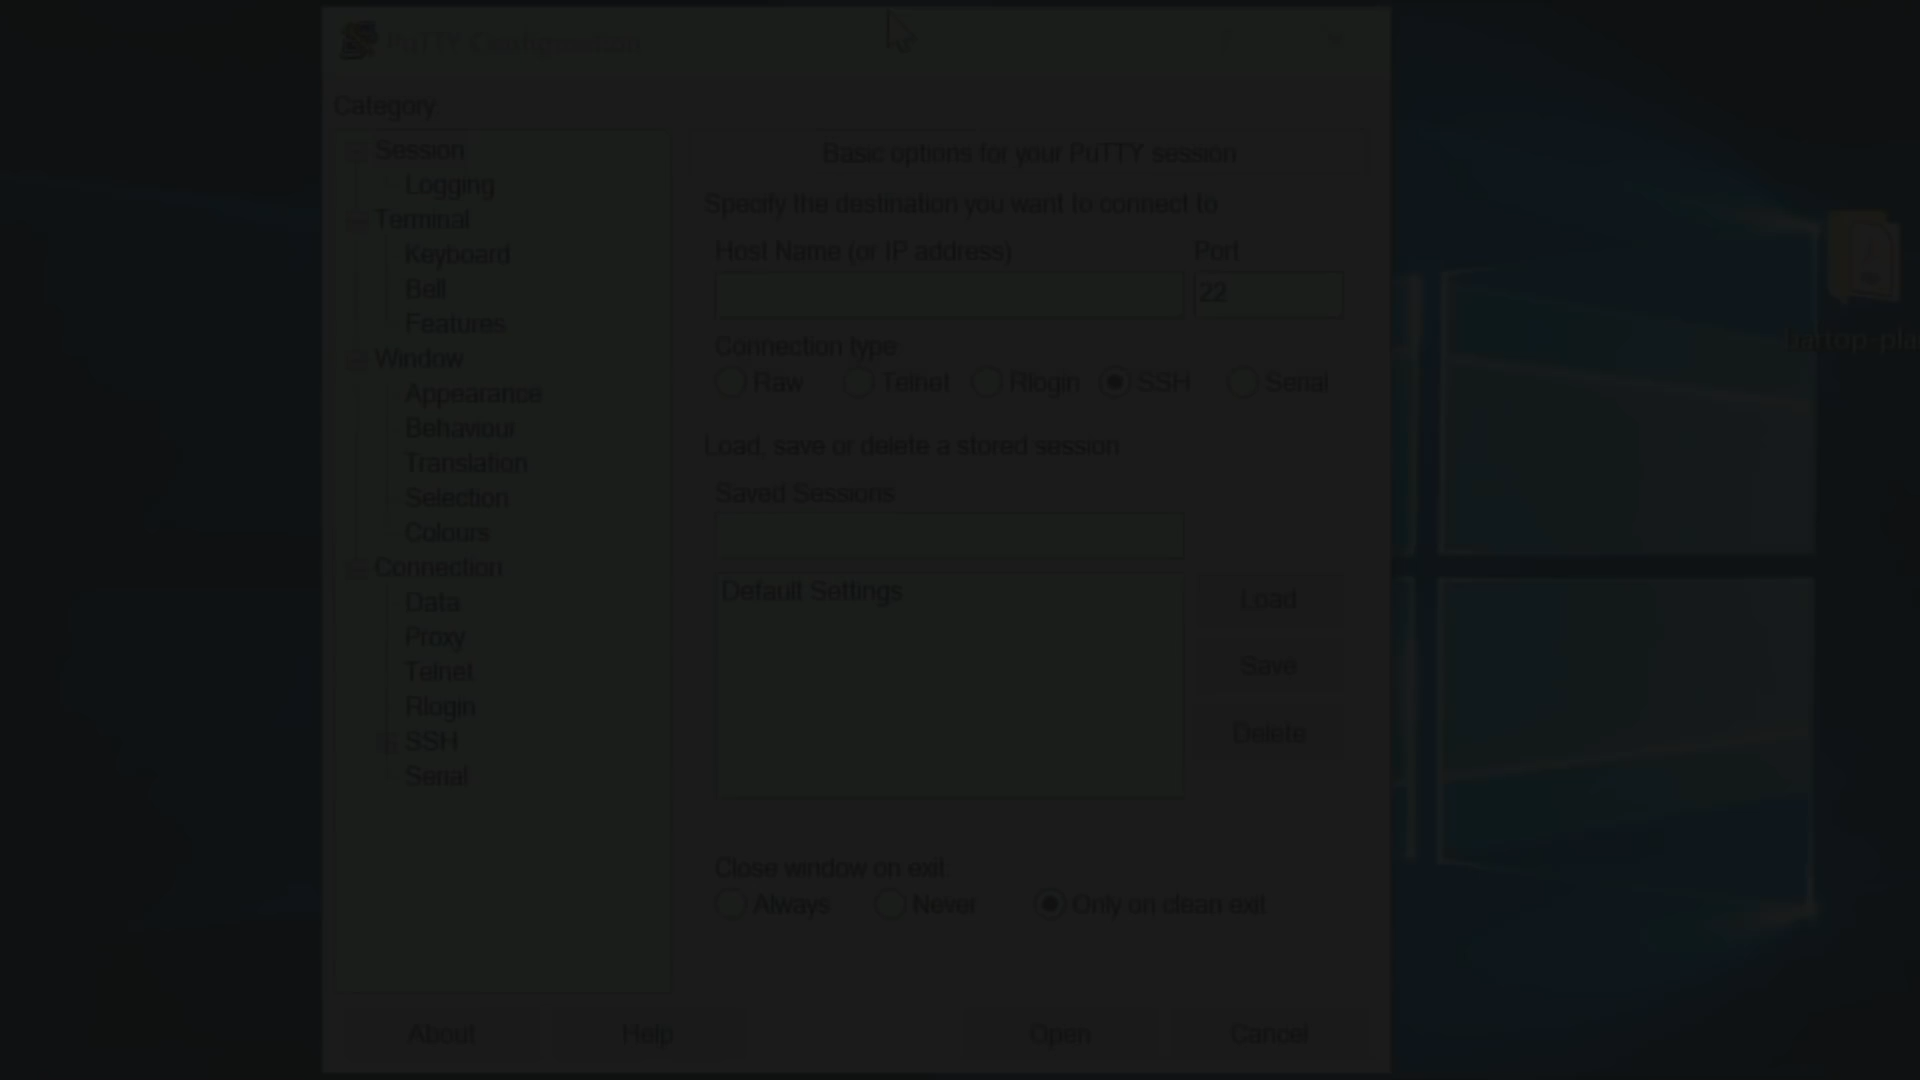 PuTTY Configuration
Category:
Session
Logging
Terminal
Keyboard
Bell
Features
Window
Appearance
Behaviour
Translation
Selection
Colours
Connection
Data
Proxy
Telnet
Rlogin
SSH
Serial
Basic options for your PuTTY session
Specify the destination you want to connect to
Host Name (or IP address) Port
22
Connection type
Raw Telnet Rlogin SSH Serial
Load, save or delete a stored session
Saved Sessions
Default Settings
Load
Save
Delete
Close window on exit
Always Never Only on clean exit
About Help Open Cancel